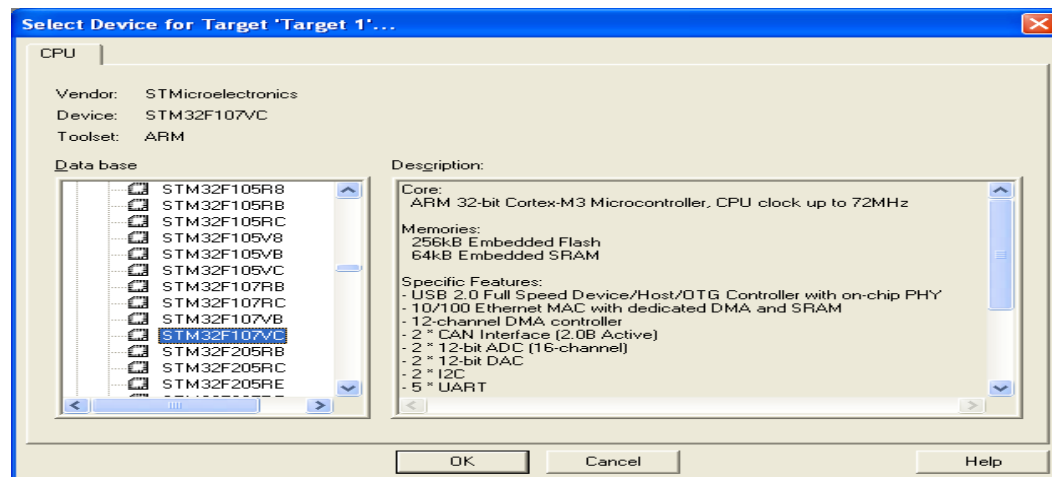 Select Device for Target 'Target 1'...
CPU
Vendor: STMicroelectronics
Device: STM32F107VC
Toolset: ARM
Data base
STM32F105R8
STM32F105RB
STM32F105RC
STM32F105V8
STM32F105VB
STM32F105VC
STM32F107RB
STM32F107RC
STM32F107VB
STM32F107VC
STM32F205RB
STM32F205RC
STM32F205RE
Description:
Core:
ARM 32-bit Cortex-M3 Microcontroller, CPU clock up to 72MHz
Memories:
256kB Embedded Flash
64kB Embedded SRAM
Specific Features:
- USB 2.0 Full Speed Device/Host/OTG Controller with on-chip PHY
- 10/100 Ethernet MAC with dedicated DMA and SRAM
- 12-channel DMA controller
- 2 * CAN Interface (2.0B Active)
- 2 * 12-bit ADC (16-channel)
- 2 * 12-bit DAC
- 2 * I2C
- 5 * UART
OK Cancel Help